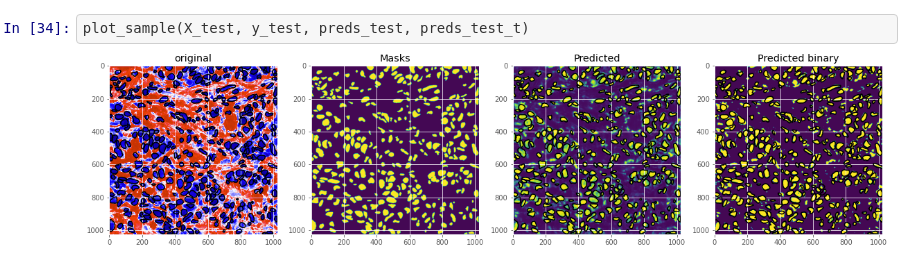 In [34]: plot_sample(X_test, y_test, preds_test, preds_test_t)
original Masks Predicted Predicted binary
0 0 0 0
200 200 200 200
400 400 400 400
600 600 600 600
800 800 800 800
1000 1000 1000 1000
0 200 400 600 800 1000 0 200 400 600 800 1000 0 200 400 600 800 1000 0 200 400 600 800 1000